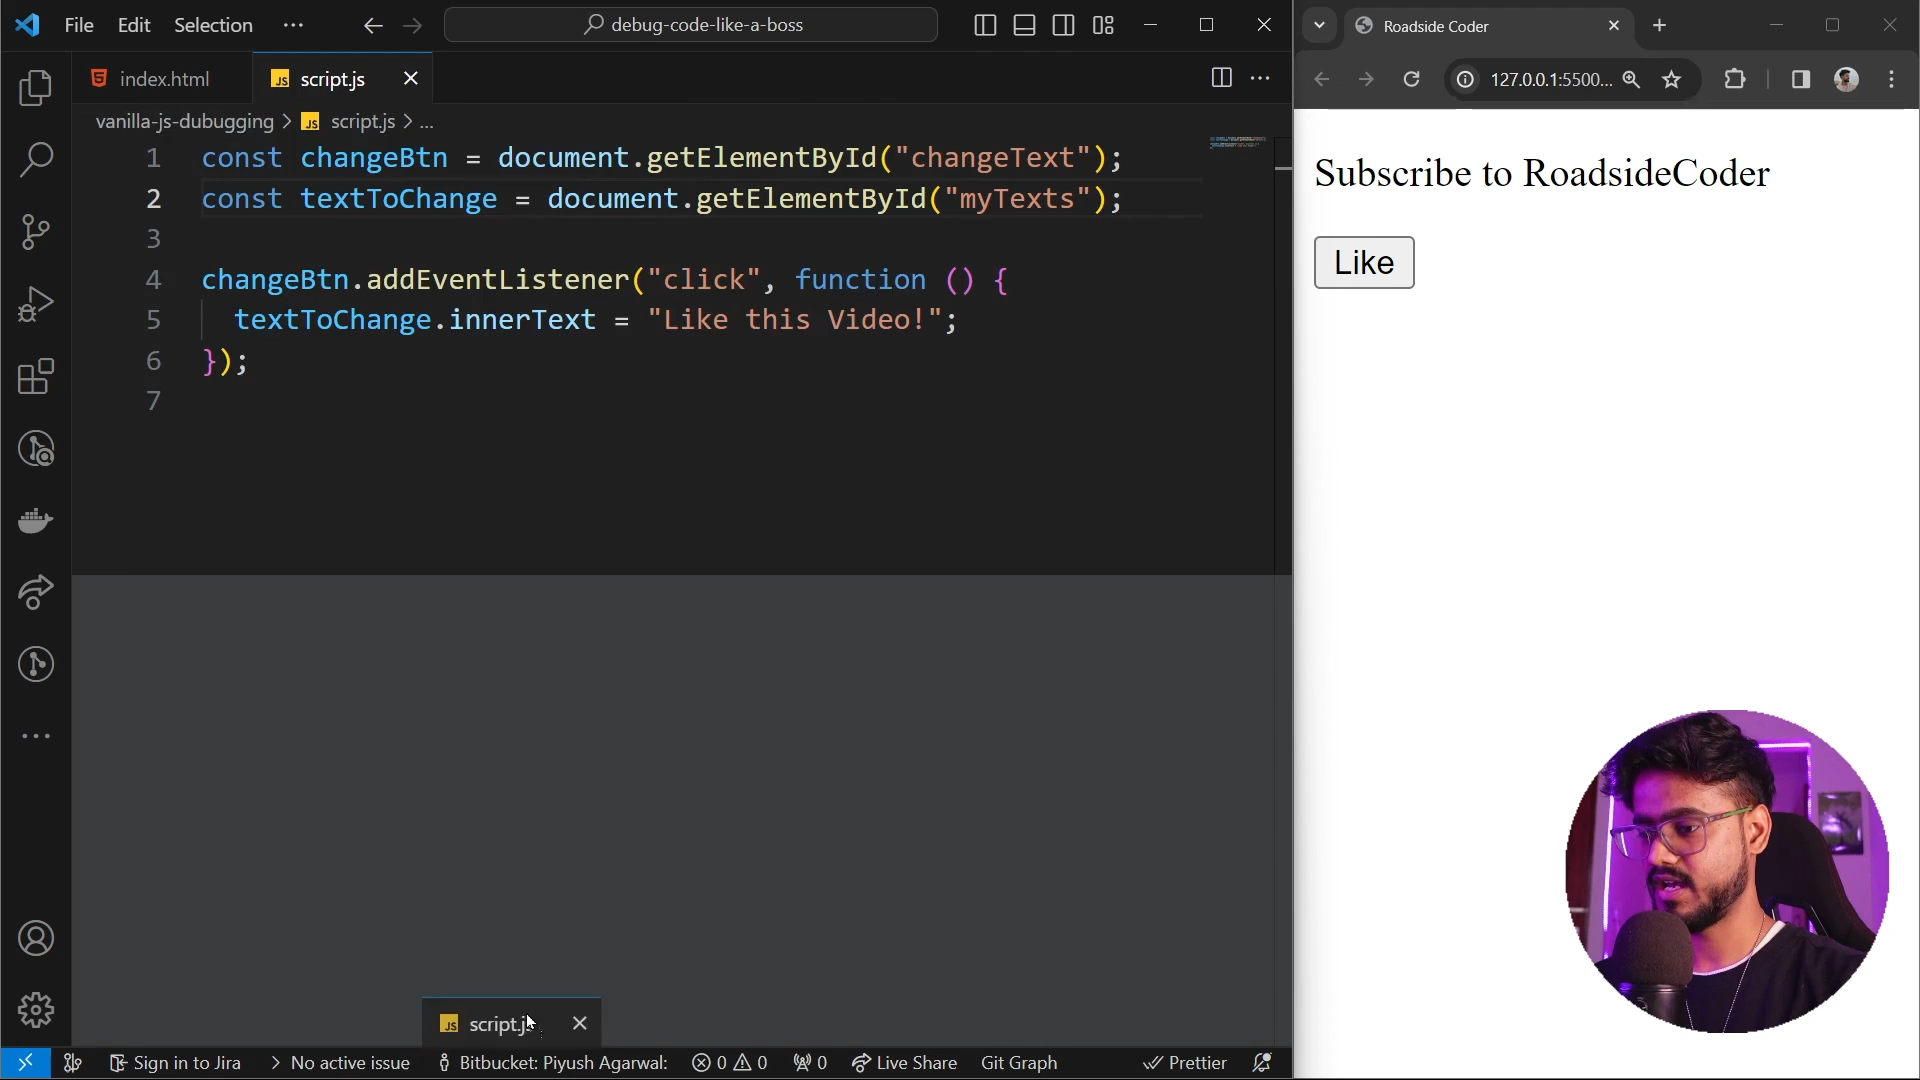 File Edit Selection ··· debug-code-like-a-boss
index.html script.js
vanilla-js-dubugging > script.js > ...
1 const changeBtn = document.getElementById("changeText");
2 const textToChange = document.getElementById("myTexts");
3
4 changeBtn.addEventListener("click", function () {
5 textToChange.innerText = "Like this Video!";
6 });
7
script.js
Sign in to Jira > No active issue Bitbucket: Piyush Agarwal: 0 0 0 Live Share Git Graph Prettier
Roadside Coder
127.0.0.1:5500...
Subscribe to RoadsideCoder
Like